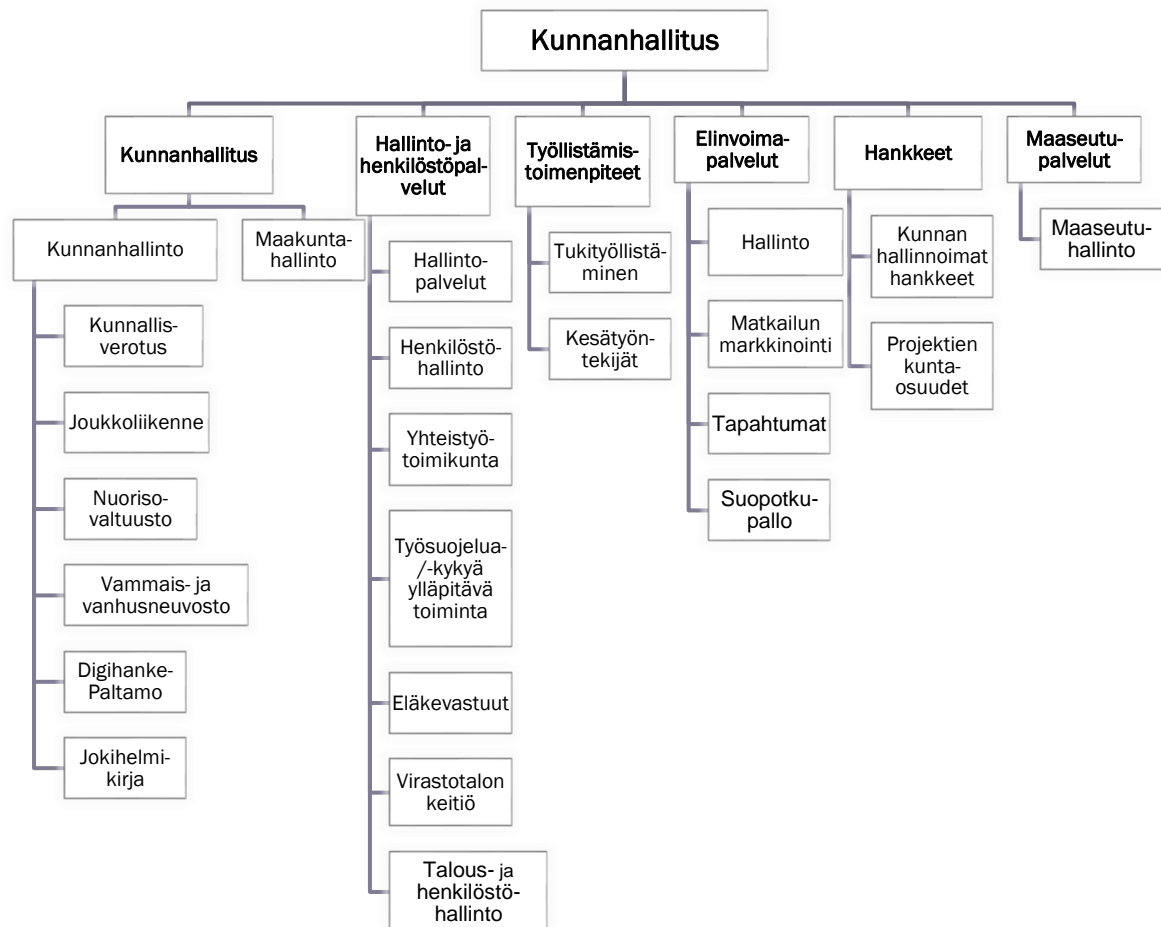 Kunnanhallitus
Kunnanhallitus
Kunnanhallinto
Kunnallis-
verotus
Joukkoliikenne
Nuoriso-
valtuusto
Vammais- ja
vanhusneuvosto
Digihanke-
Paltamo
Jokihelmi-
kirja
Maakunta-
hallinto
Hallinto- ja
henkilöstöpal-
velut
Hallinto-
palvelut
Henkilöstö-
hallinto
Yhteistyö-
toimikunta
Työsuojelua-
/-kykyä
ylläpitävä
toiminta
Eläkevastuut
Virastotalon
keitiö
Talous- ja
henkilöstö-
hallinto
Työllistämis-
toimenpiteet
Tukityöllistä-
minen
Kesätyön-
tekijät
Elinvoima-
palvelut
Hallinto
Matkailun
markkinointi
Tapahtumat
Suopotku-
pallo
Hankkeet
Kunnan
hallinnoimat
hankkeet
Projektien
kunta-
osuudet
Maaseutu-
palvelut
Maaseutu-
hallinto